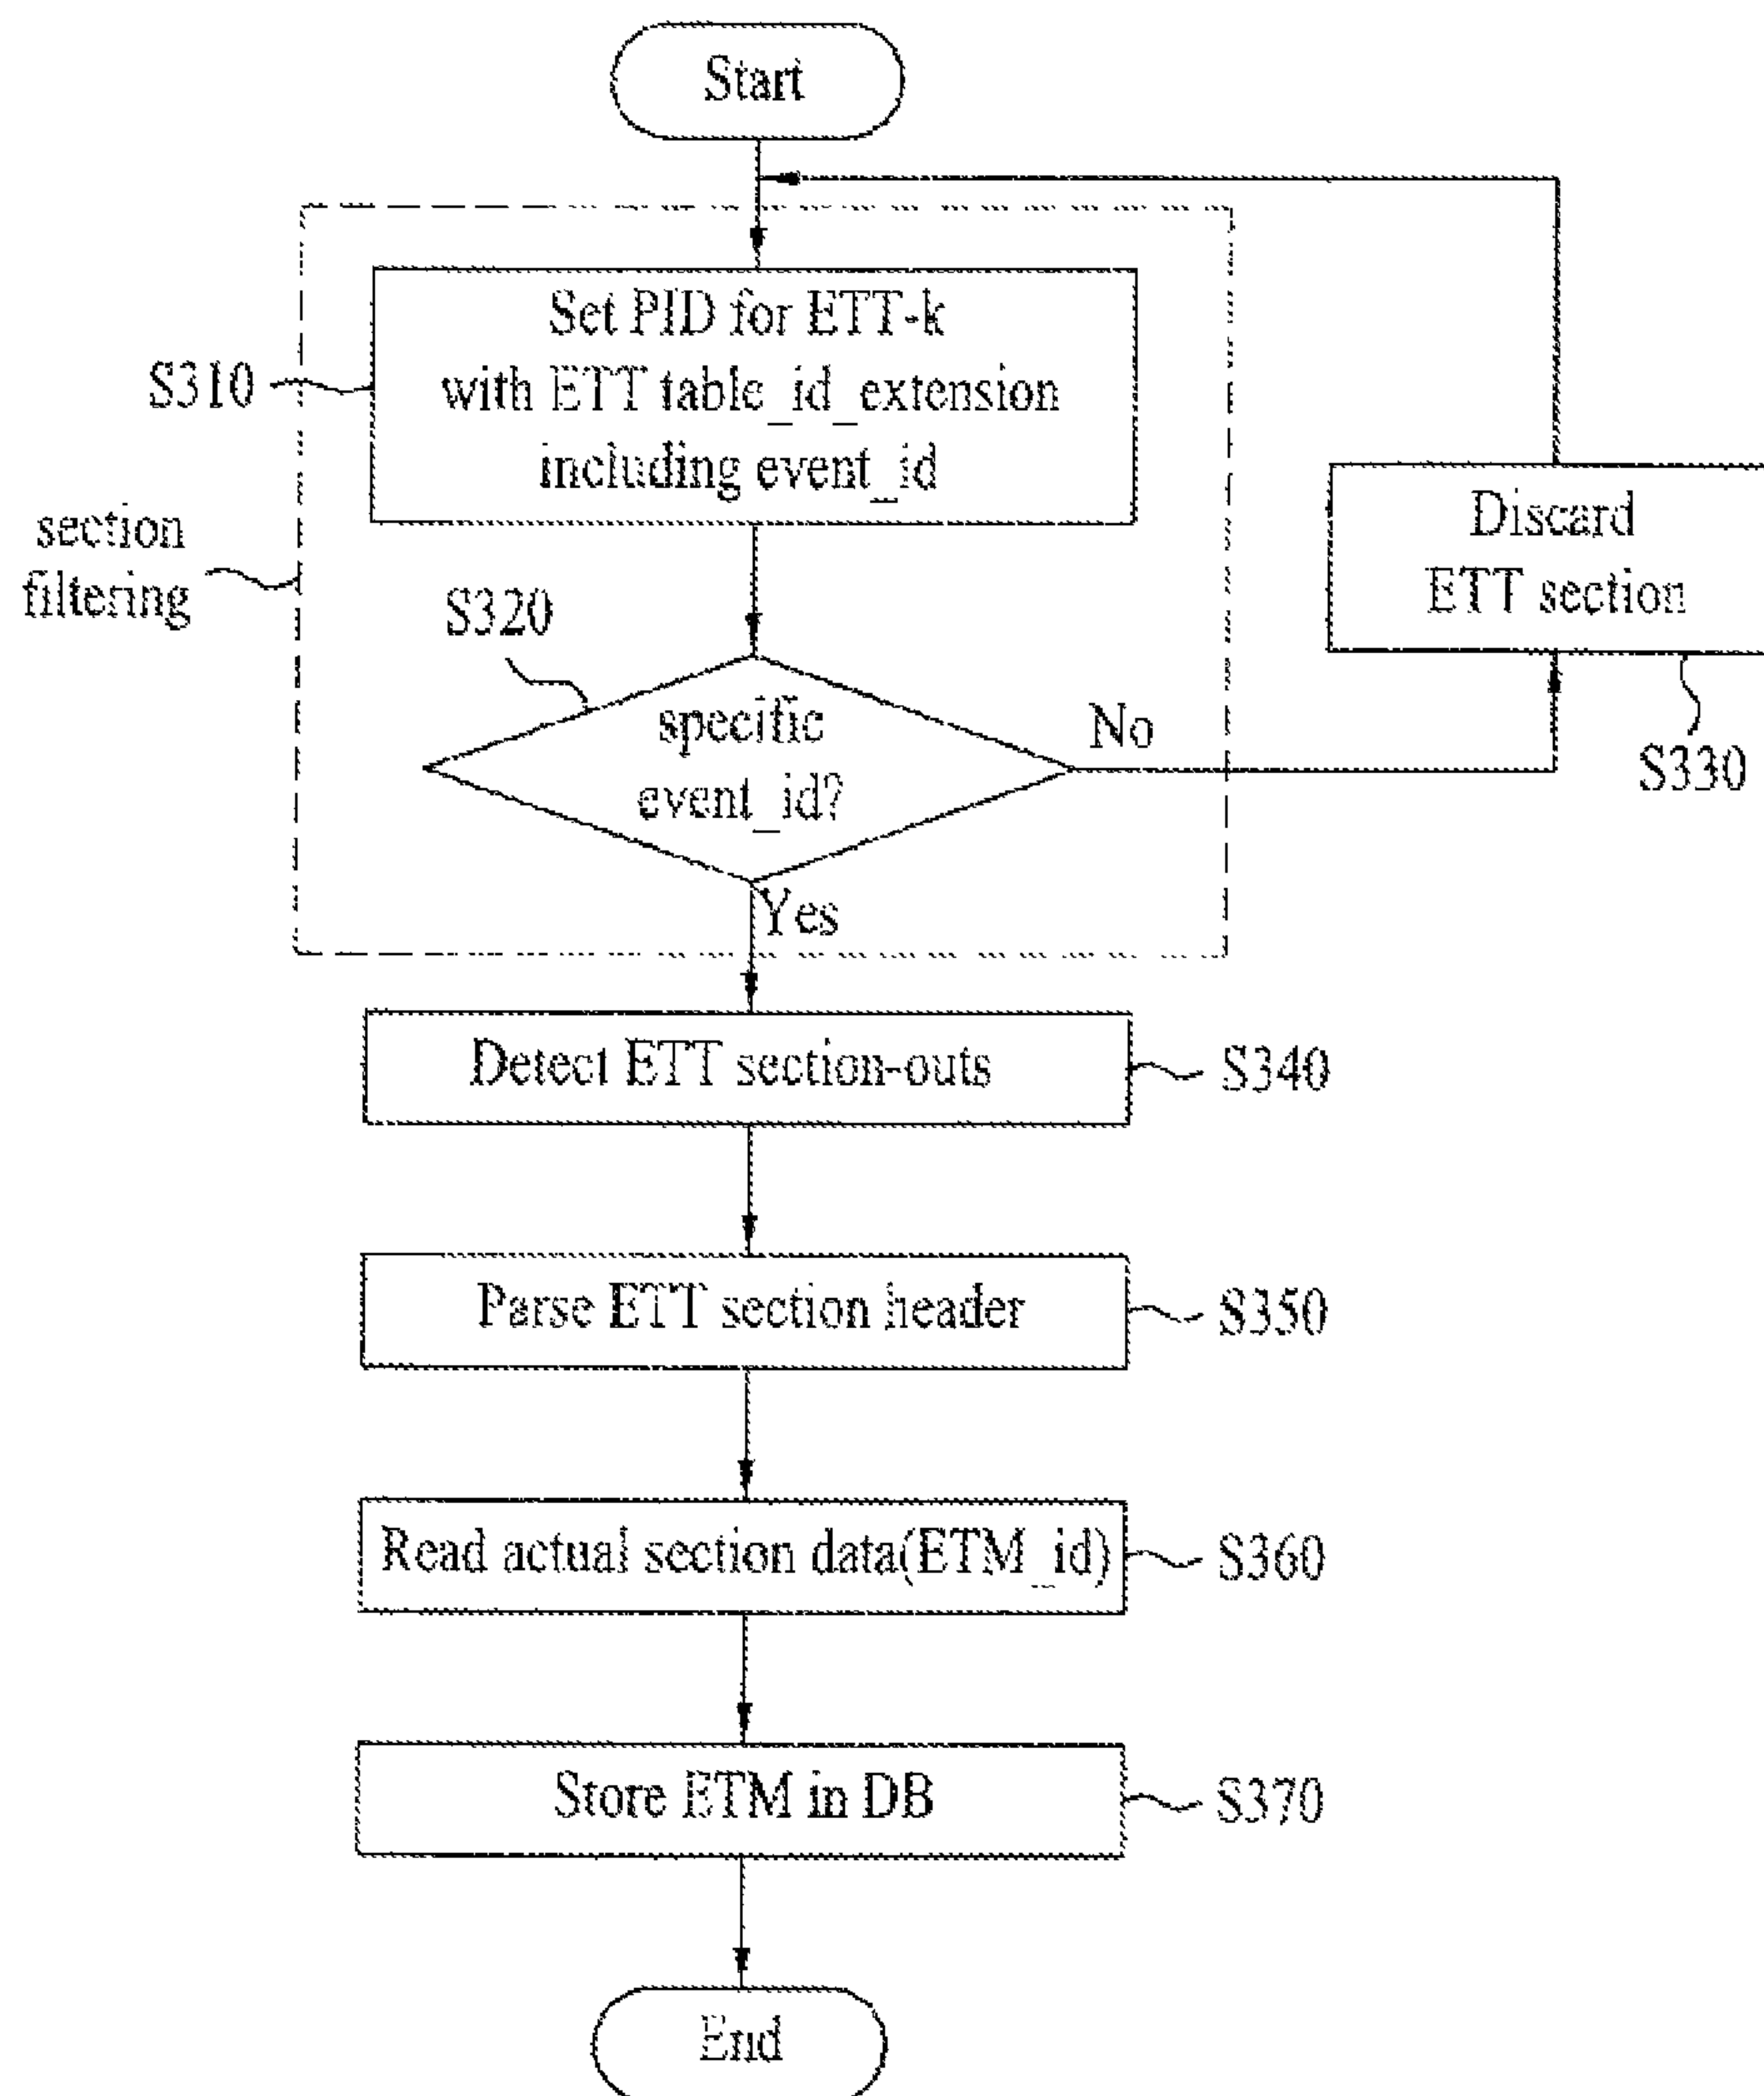 Start
Set PID for ETT-k
with ETT table_id_extension
including event_id
S310
section
filtering
Discard
ETT section
S330
S320
specific
event_id?
No
Yes
Detect ETT section-outs
S340
Parse ETT section header
S350
Read actual section data(ETM_id)
S360
Store ETM in DB
S370
End